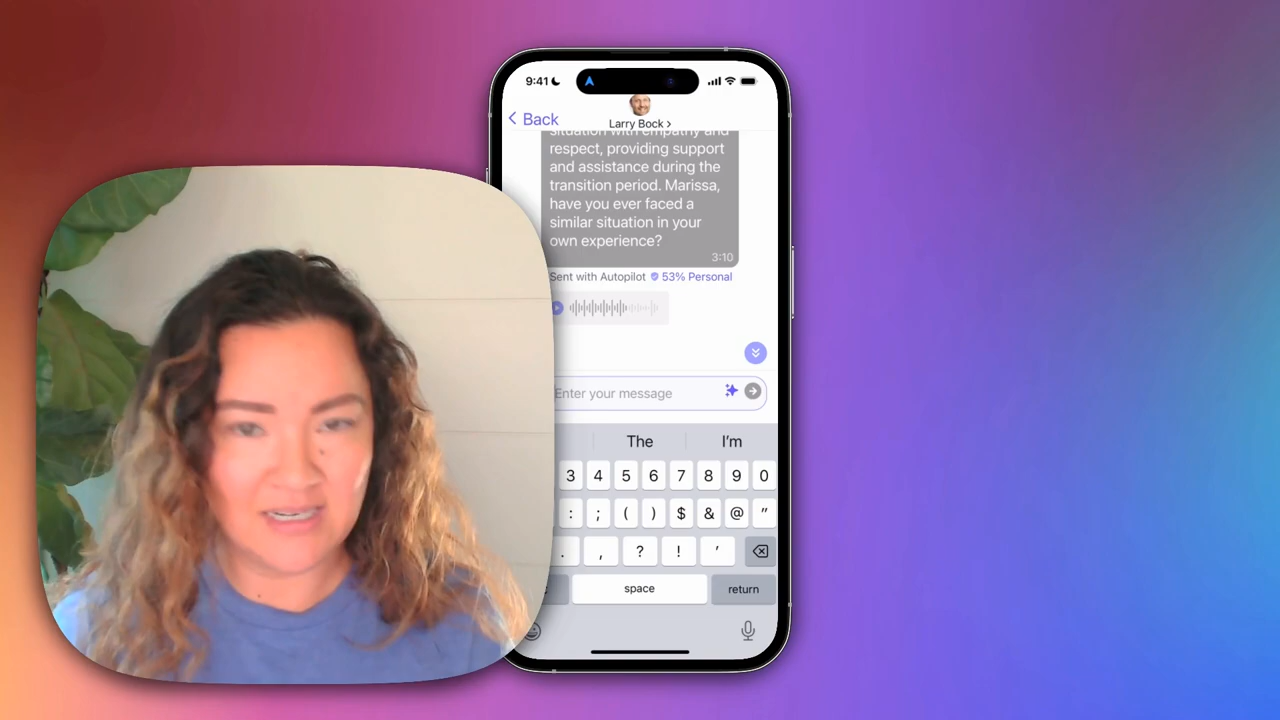 9:41
Back
Larry Bock ›
situation with empathy and
respect, providing support
and assistance during the
transition period. Marissa,
have you ever faced a
similar situation in your
own experience?
3:10
Sent with Autopilot 53% Personal
Enter your message
The I'm
3 4 5 6 7 8 9 0
: ; ( ) $ & @ "
. , ? ! '
space return